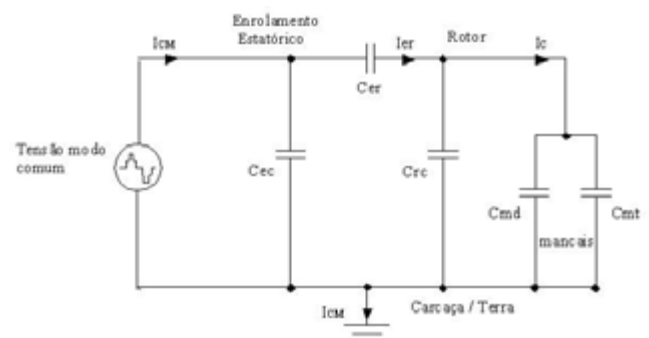 Enrolamento
Estatórico
ICM
Ier
Rotor
Ic
Cer
Tensão modo
comum
Cec
Crc
Cmd
Cmt
mancais
ICM
Carcaça / Terra